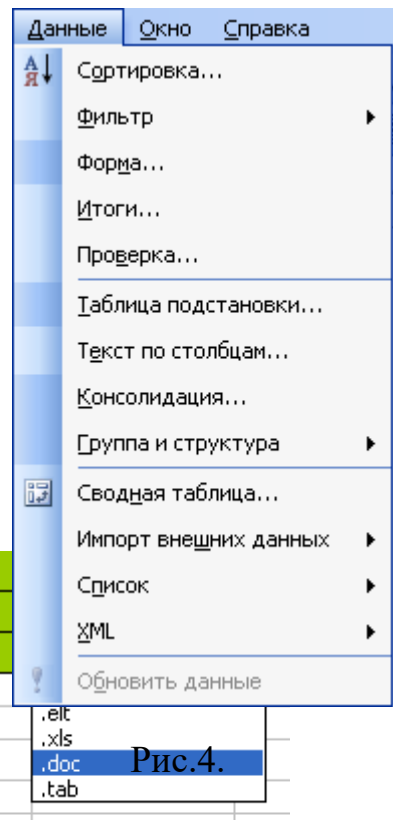 Данные Окно Справка
Сортировка...
Фильтр
Форма...
Итоги...
Проверка...
Таблица подстановки...
Текст по столбцам...
Консолидация...
Группа и структура
Сводная таблица...
Импорт внешних данных
Список
XML
Обновить данные
.elt
.xls
.doc Рис.4.
.tab